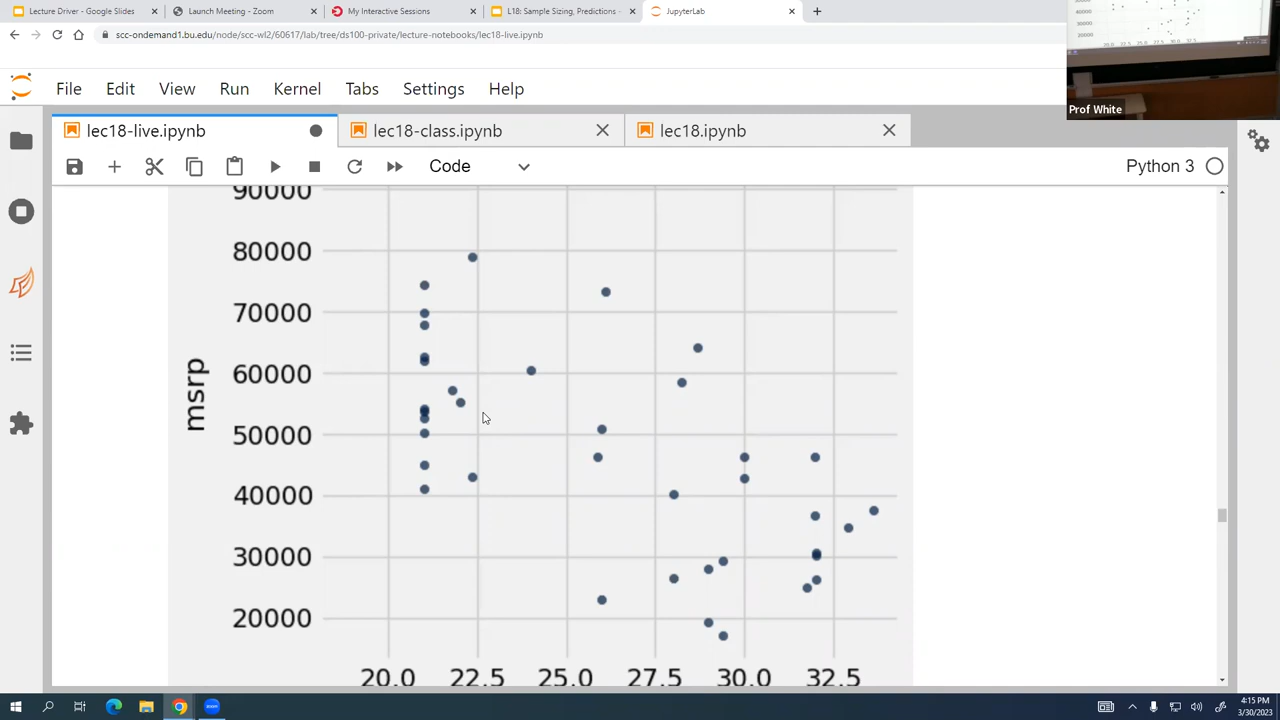 Lecture Driver - Google Slides
Launch Meeting - Zoom
My Interactive Sessions
L18: Sample Sizing, Predictions -
JupyterLab
scc-ondemand1.bu.edu/node/scc-wl2/60617/lab/tree/ds100-private/lecture-notebooks/lec18-live.ipynb
Prof White
File Edit View Run Kernel Tabs Settings Help
lec18-live.ipynb
lec18-class.ipynb
lec18.ipynb
Code
Python 3
90000
80000
70000
60000
50000
40000
30000
20000
msrp
20.0 22.5 25.0 27.5 30.0 32.5
zoom
4:15 PM
3/30/2023